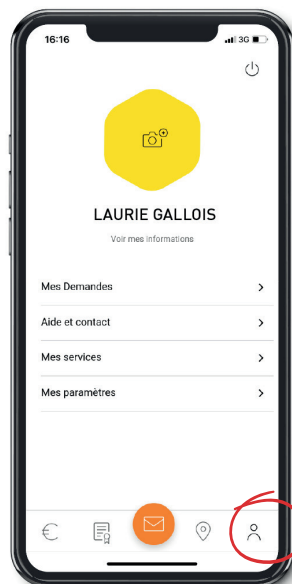 16:16
3G
LAURIE GALLOIS
Voir mes informations
Mes Demandes
Aide et contact
Mes services
Mes paramètres